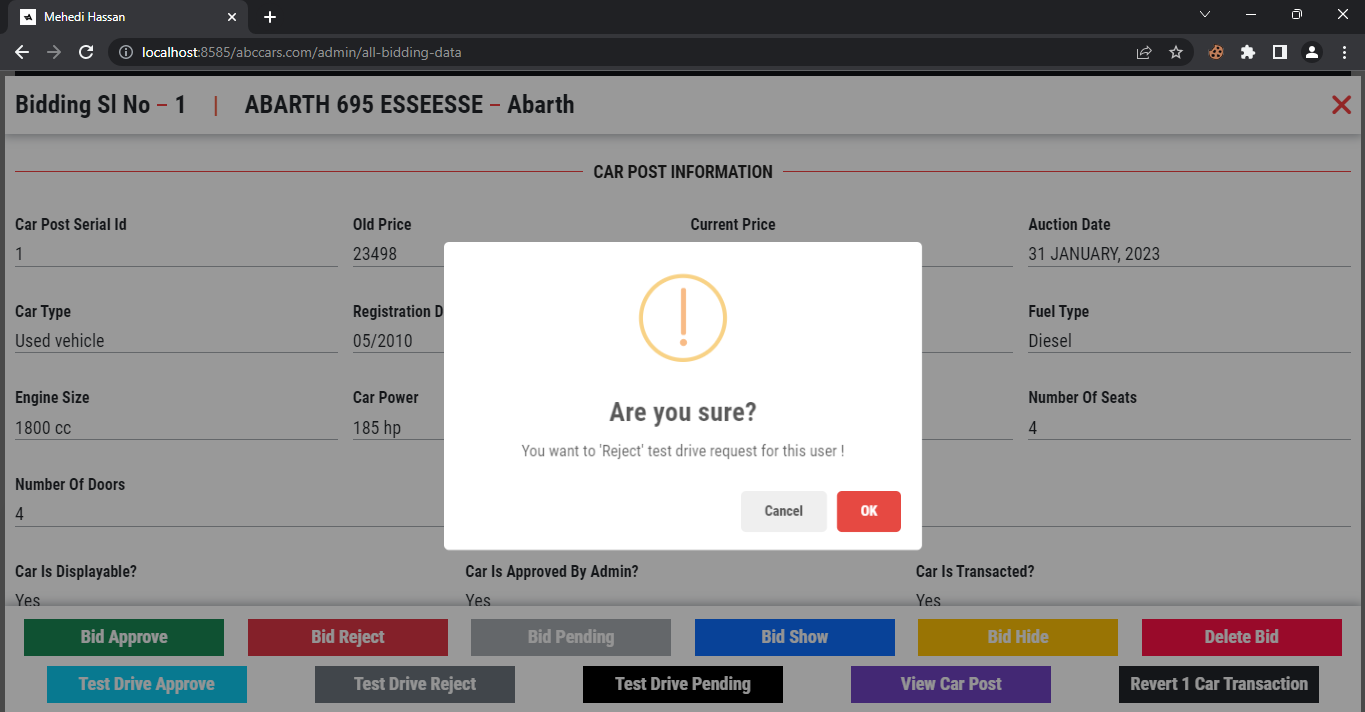 Mehedi Hassan
localhost:8585/abccars.com/admin/all-bidding-data
Bidding Sl No – 1 | ABARTH 695 ESSEESSE – Abarth
CAR POST INFORMATION
Car Post Serial Id Old Price Current Price Auction Date
1 23498 31 JANUARY, 2023
Car Type Registration D Fuel Type
Used vehicle 05/2010 Diesel
Engine Size Car Power Number Of Seats
1800 cc 185 hp 4
Number Of Doors
4
Are you sure?
You want to 'Reject' test drive request for this user !
Cancel OK
Car Is Displayable? Car Is Approved By Admin? Car Is Transacted?
Yes Yes Yes
Bid Approve Bid Reject Bid Pending Bid Show Bid Hide Delete Bid
Test Drive Approve Test Drive Reject Test Drive Pending View Car Post Revert 1 Car Transaction